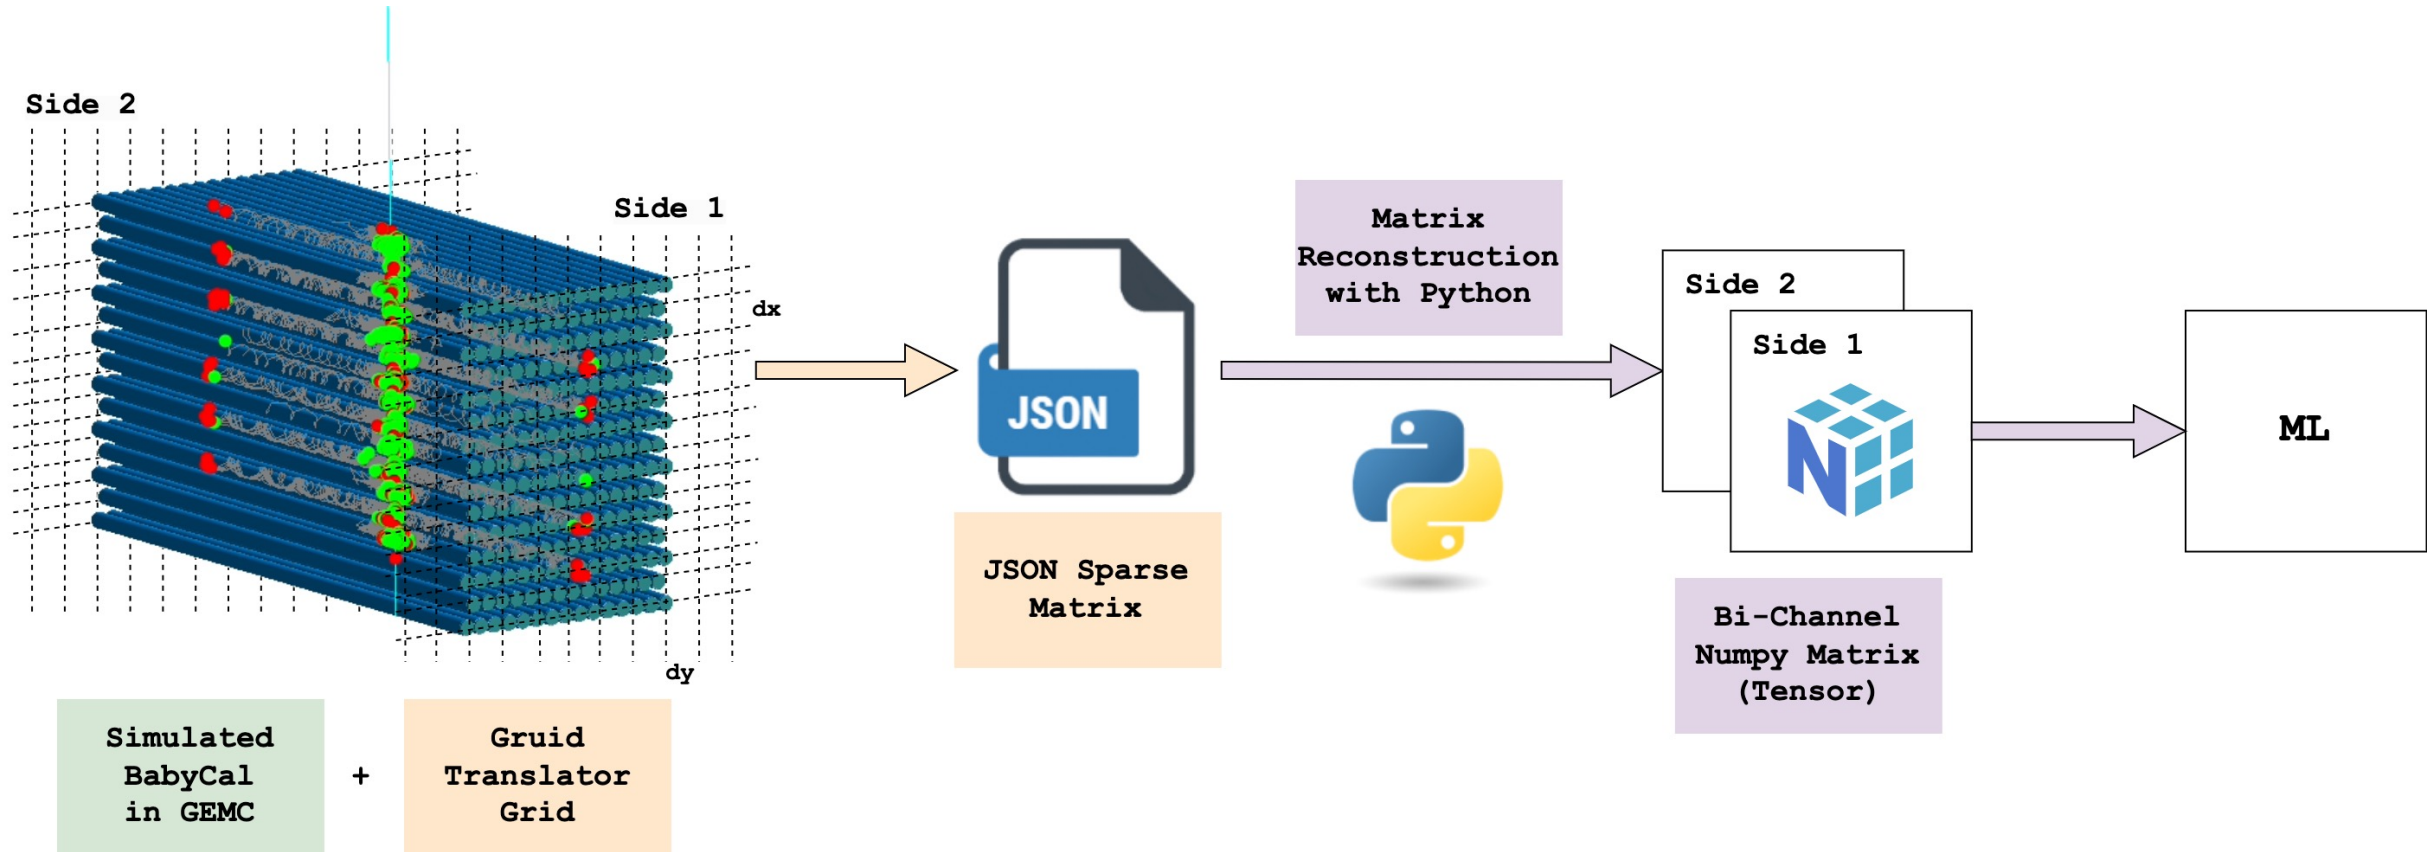 Side 2
Side 1
dx
dy
Simulated
BabyCal
in GEMC
+
Gruid
Translator
Grid
JSON
JSON Sparse
Matrix
Matrix
Reconstruction
with Python
Side 2
Side 1
N
Bi-Channel
Numpy Matrix
(Tensor)
ML